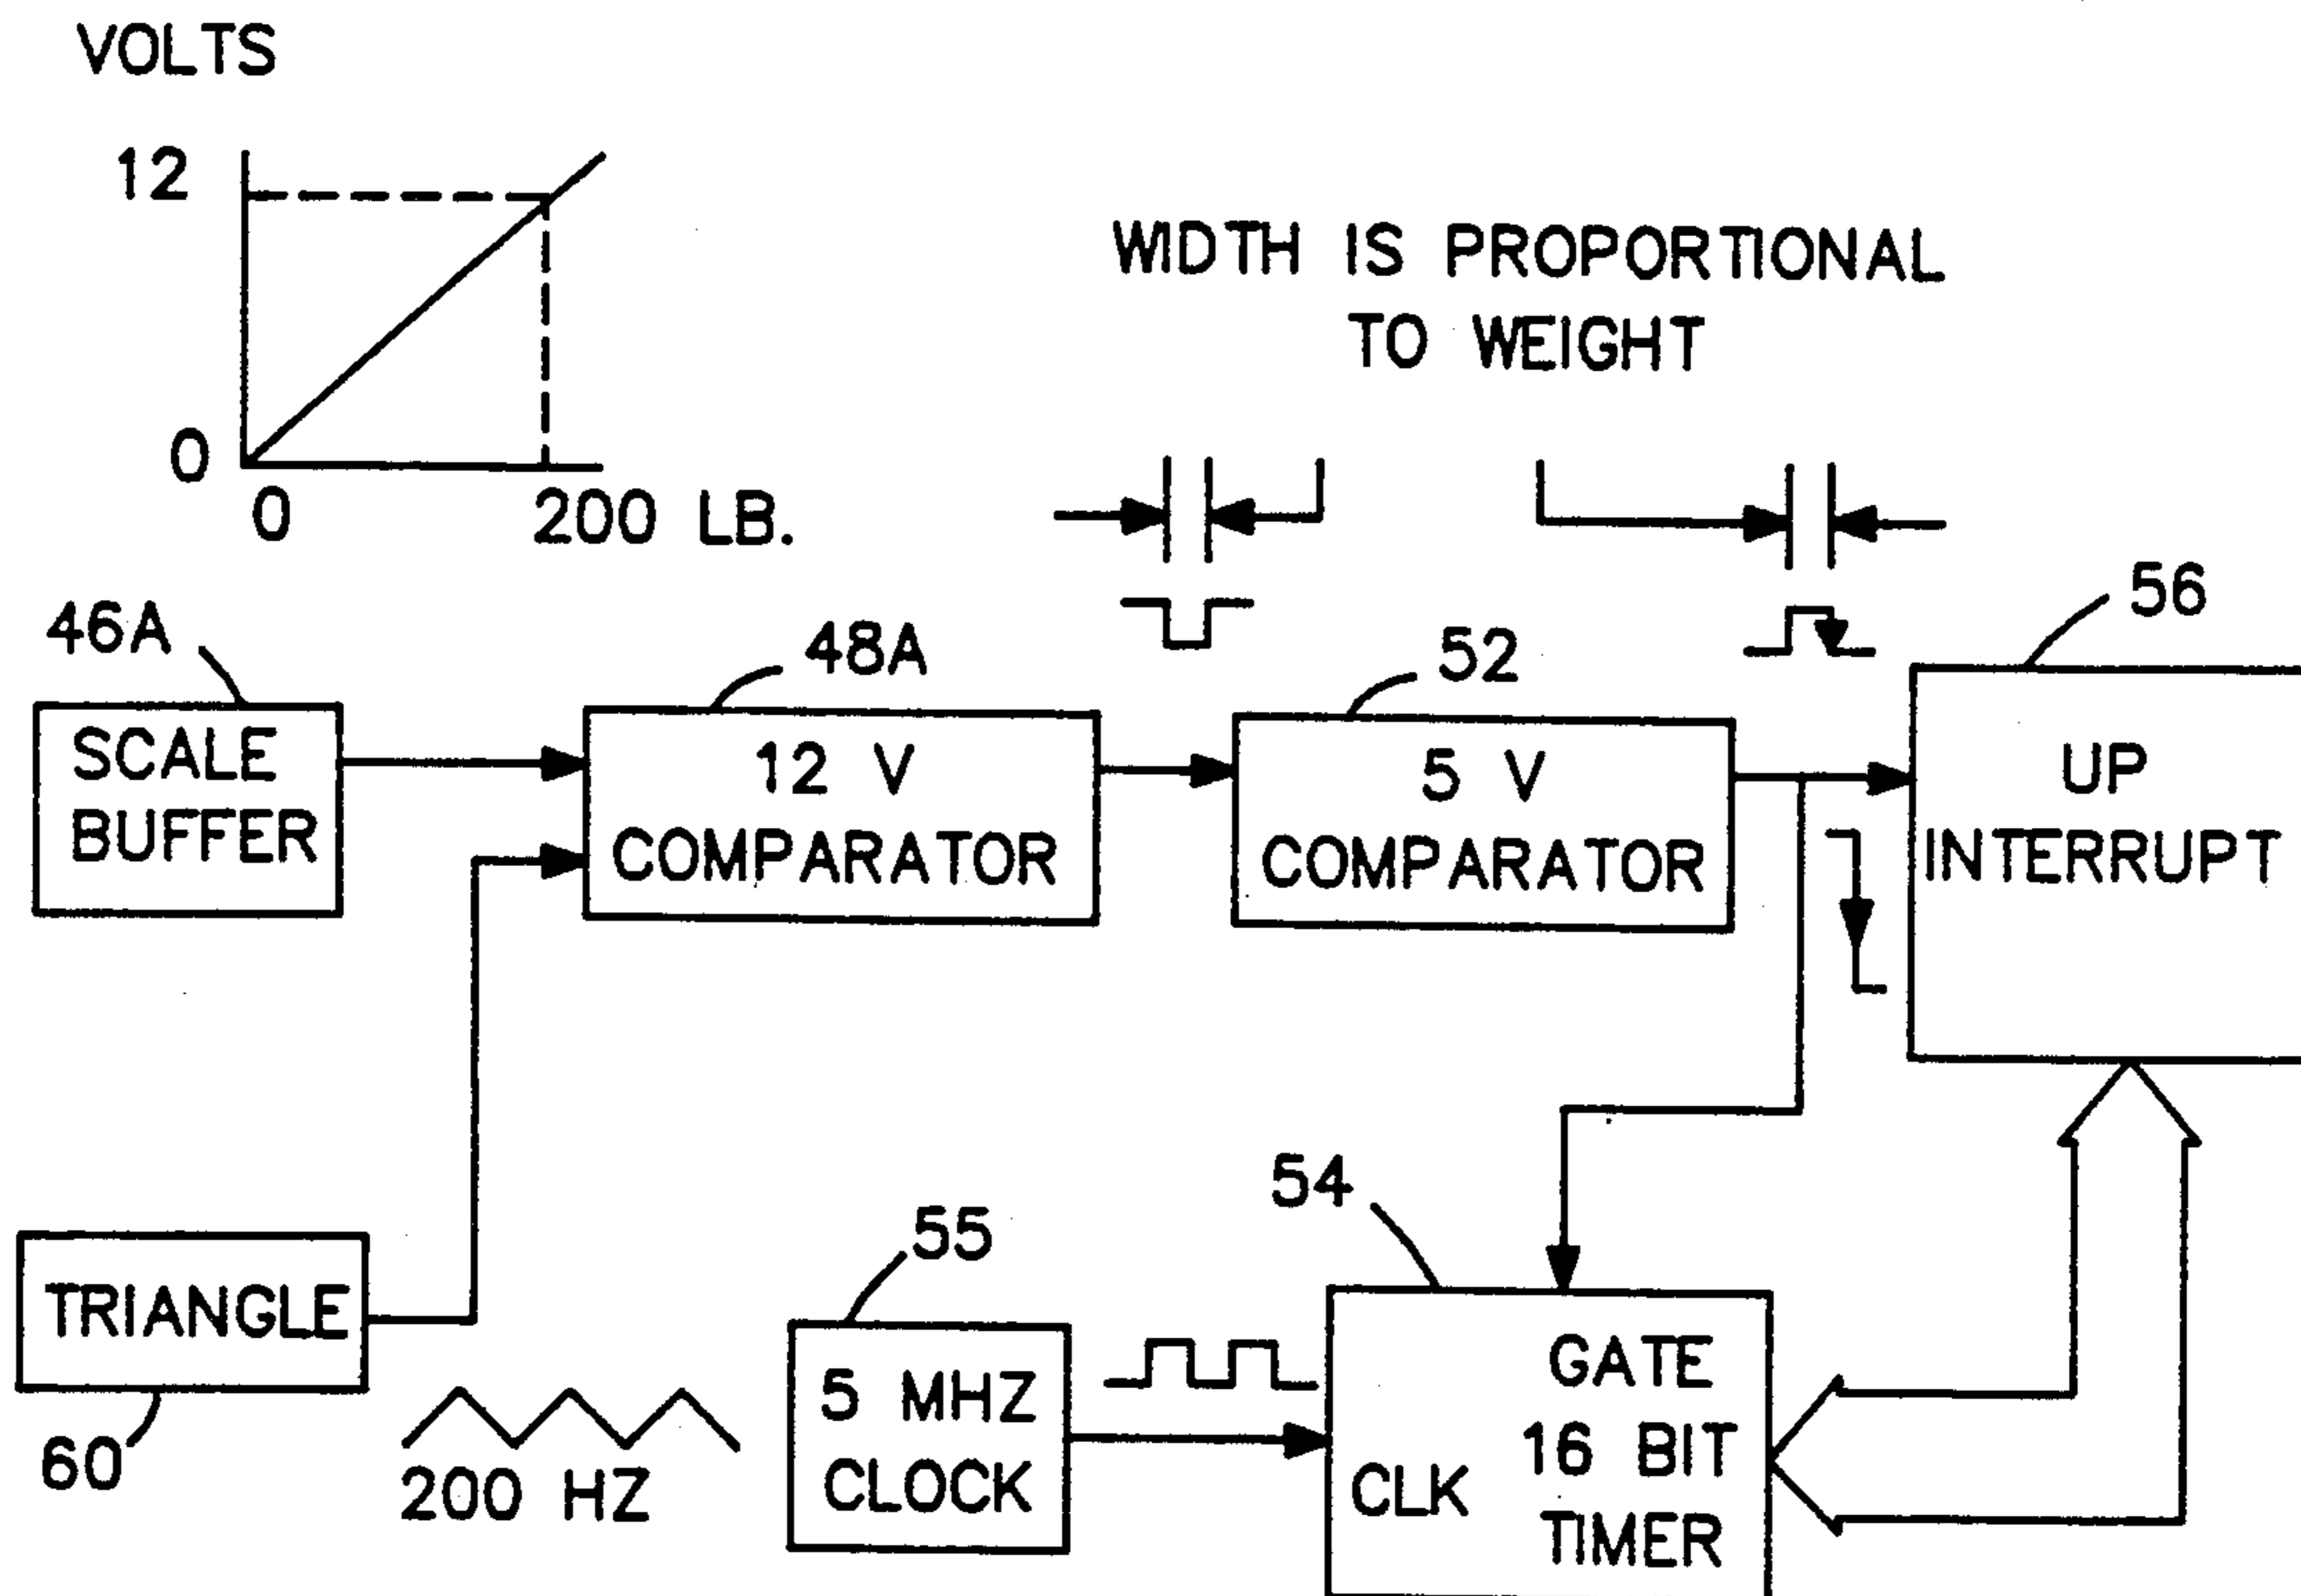 VOLTS
12
0
0
200 LB.
WIDTH IS PROPORTIONAL
TO WEIGHT
46A
SCALE
BUFFER
48A
12 V
COMPARATOR
52
5 V
COMPARATOR
56
UP
INTERRUPT
TRIANGLE
60
200 HZ
55
5 MHZ
CLOCK
54
GATE
16 BIT
CLK
TIMER